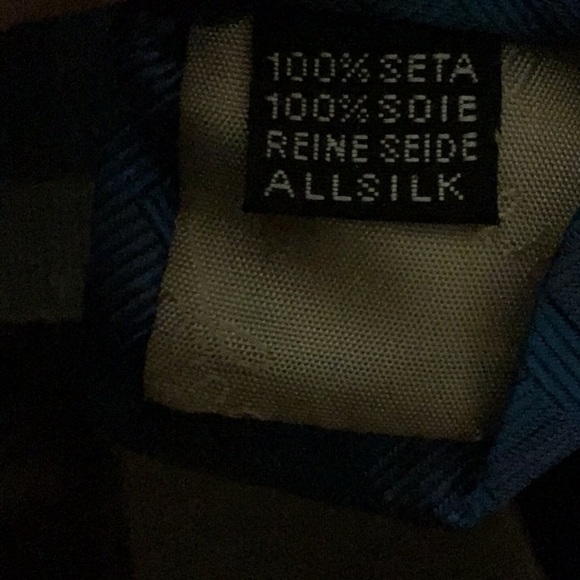 100% SETA
100% SOIE
REINE SEIDE
ALL SILK